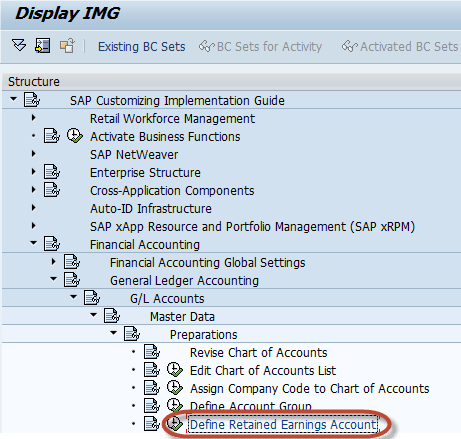 Display IMG
Existing BC Sets BC Sets for Activity Activated BC Sets
Structure
SAP Customizing Implementation Guide
Retail Workforce Management
Activate Business Functions
SAP NetWeaver
Enterprise Structure
Cross-Application Components
Auto-ID Infrastructure
SAP xApp Resource and Portfolio Management (SAP xRPM)
Financial Accounting
Financial Accounting Global Settings
General Ledger Accounting
G/L Accounts
Master Data
Preparations
Revise Chart of Accounts
Edit Chart of Accounts List
Assign Company Code to Chart of Accounts
Define Account Group
Define Retained Earnings Account